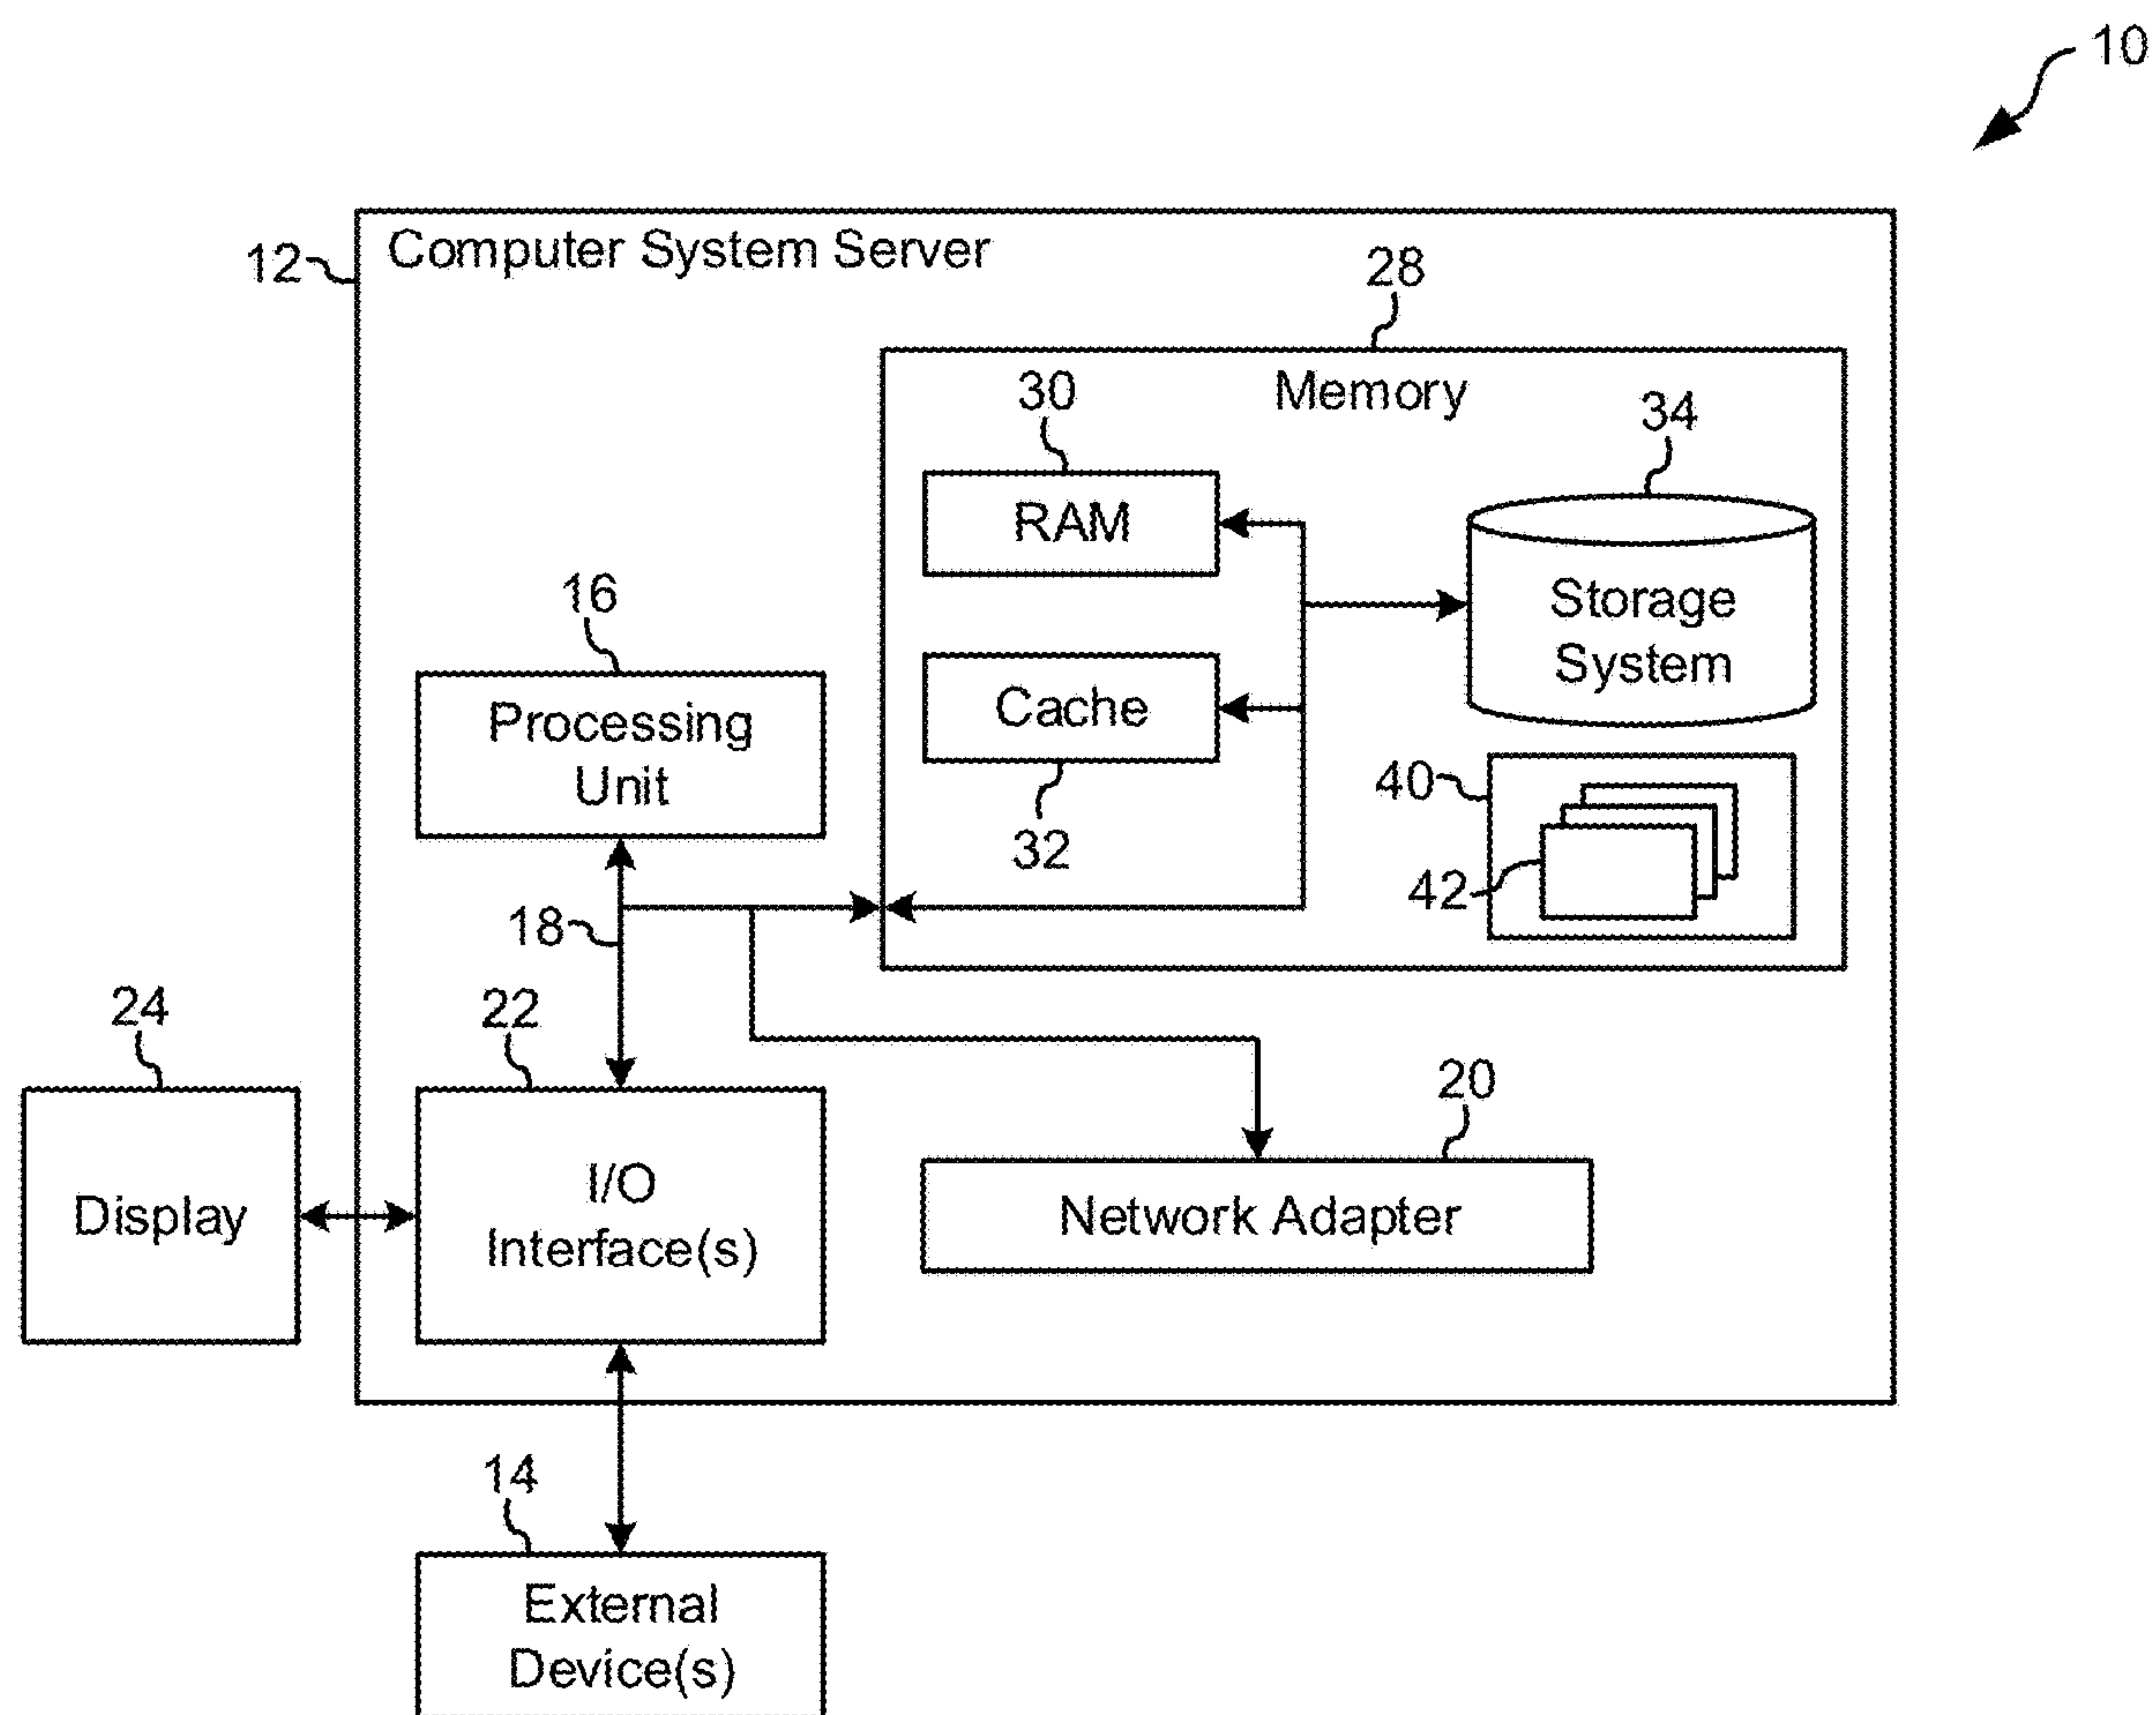 10
12
Computer System Server
28
Memory
30
RAM
34
Storage
System
16
Processing
Unit
Cache
32
40
42
18
24
Display
22
I/O
Interface(s)
20
Network Adapter
14
External
Device(s)